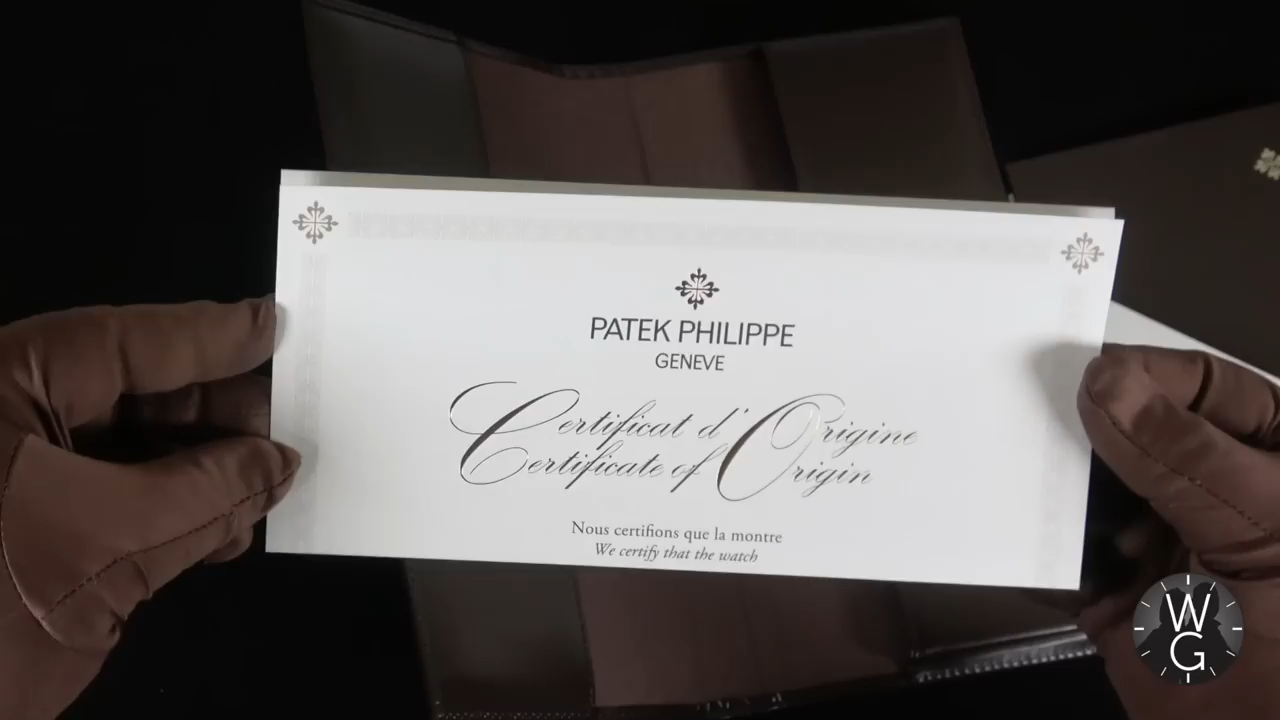 PATEK PHILIPPE
GENEVE
Certificat d'Origine
Certificate of Origin
Nous certifions que la montre
We certify that the watch
W
G